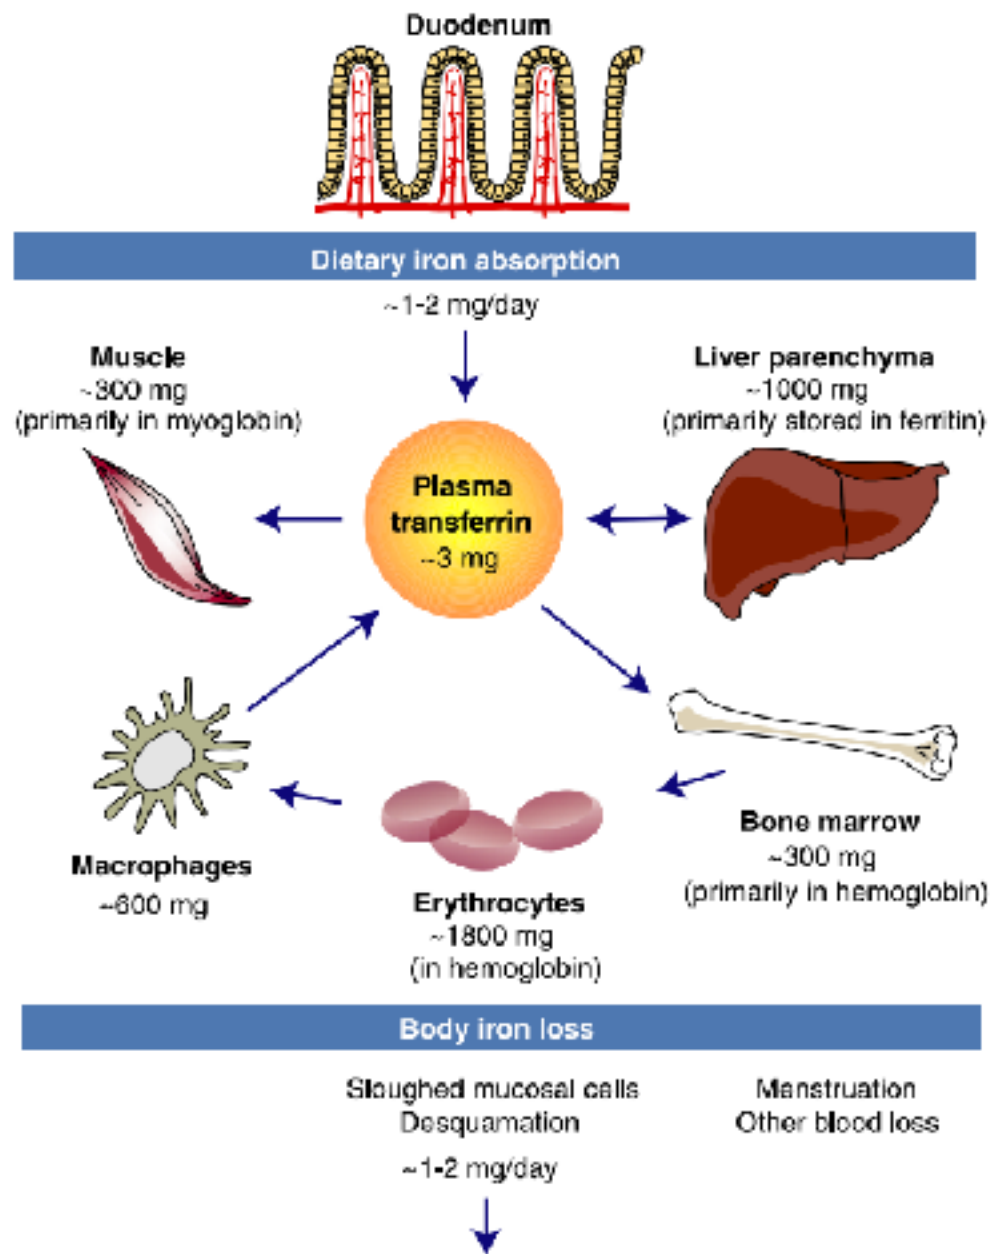 Duodenum
Dietary iron absorption
~1-2 mg/day
Muscle
~300 mg
(primarily in myoglobin)
Liver parenchyma
~1000 mg
(primarily stored in ferritin)
Plasma
transferrin
~3 mg
Macrophages
~600 mg
Erythrocytes
~1800 mg
(in hemoglobin)
Bone marrow
~300 mg
(primarily in hemoglobin)
Body iron loss
Sloughed mucosal cells
Desquamation
~1-2 mg/day
Menstruation
Other blood loss